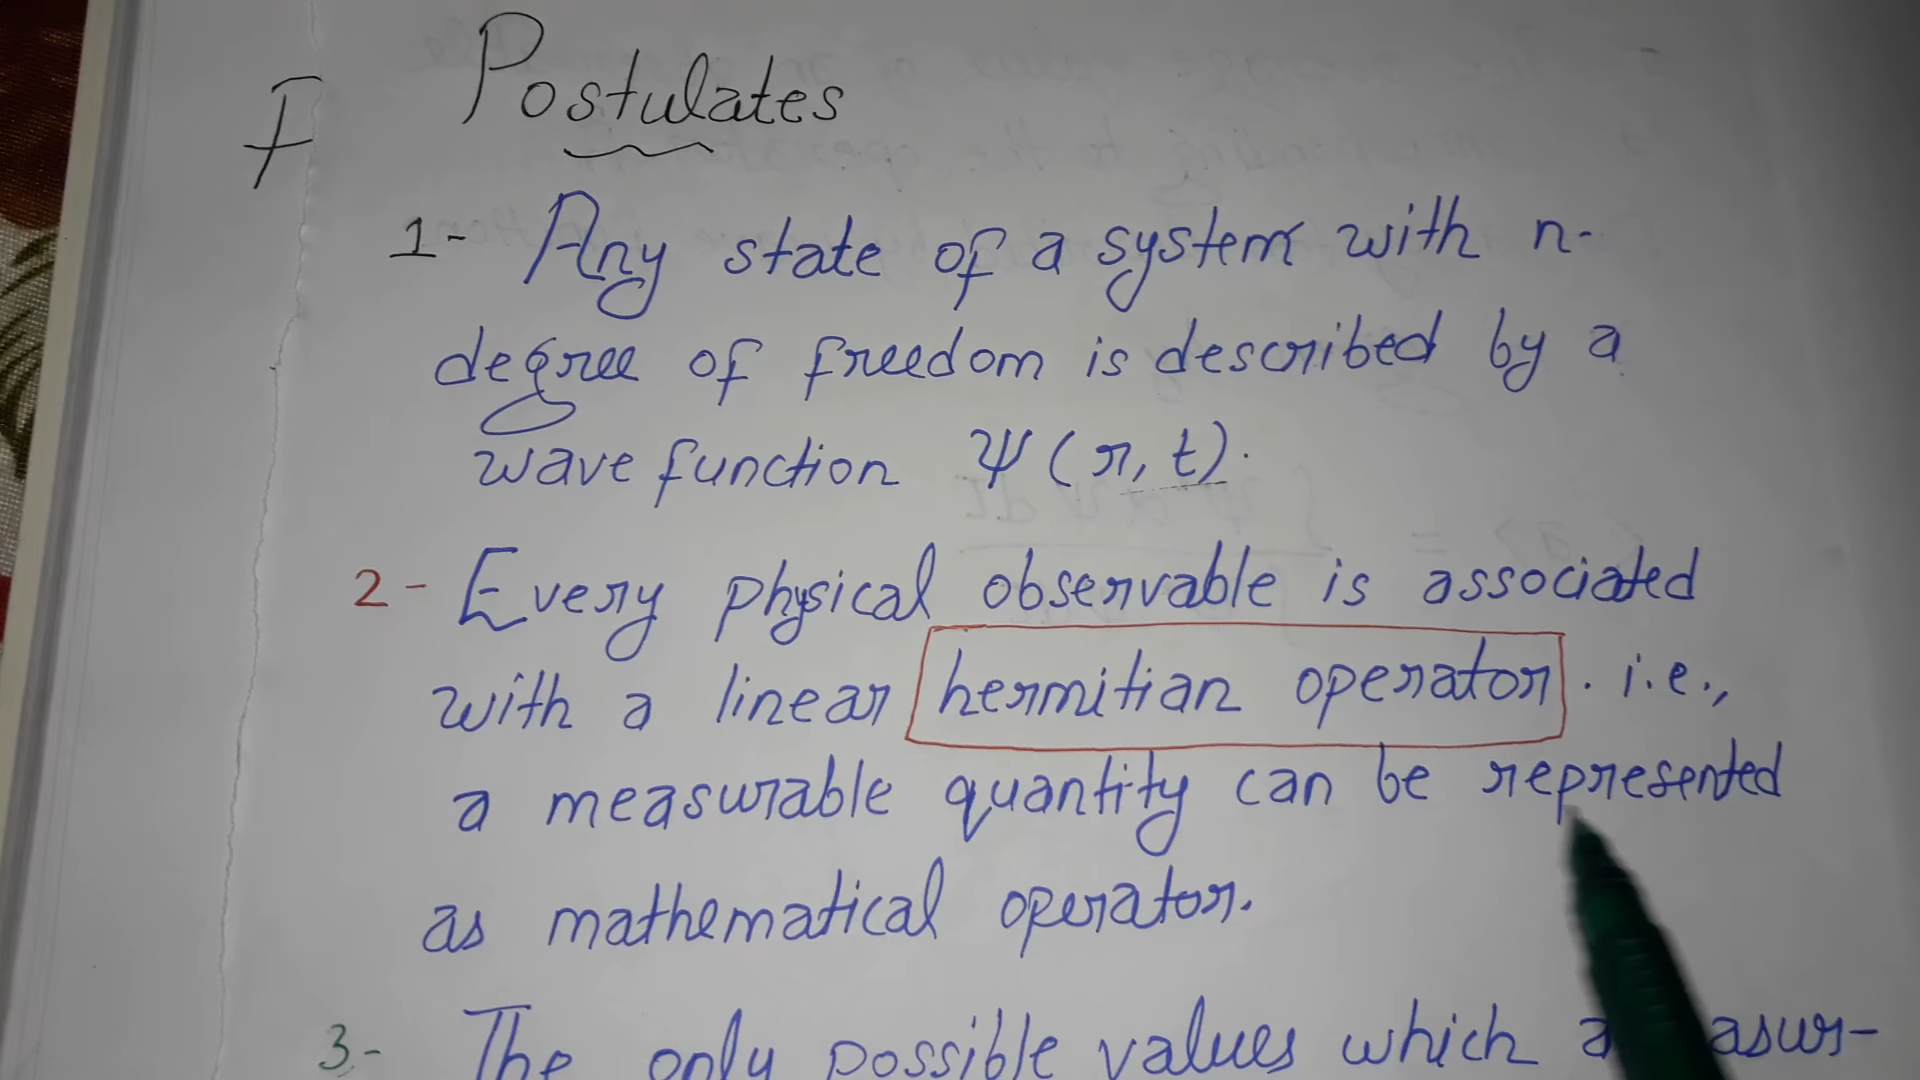 F Postulates
1- Any state of a system with n-
degree of freedom is described by a
wave function Ψ (r, t).
2- Every physical observable is associated
with a linear hermitian operator. i.e.,
a measurable quantity can be represented
as mathematical operator.
3- The only possible values which a